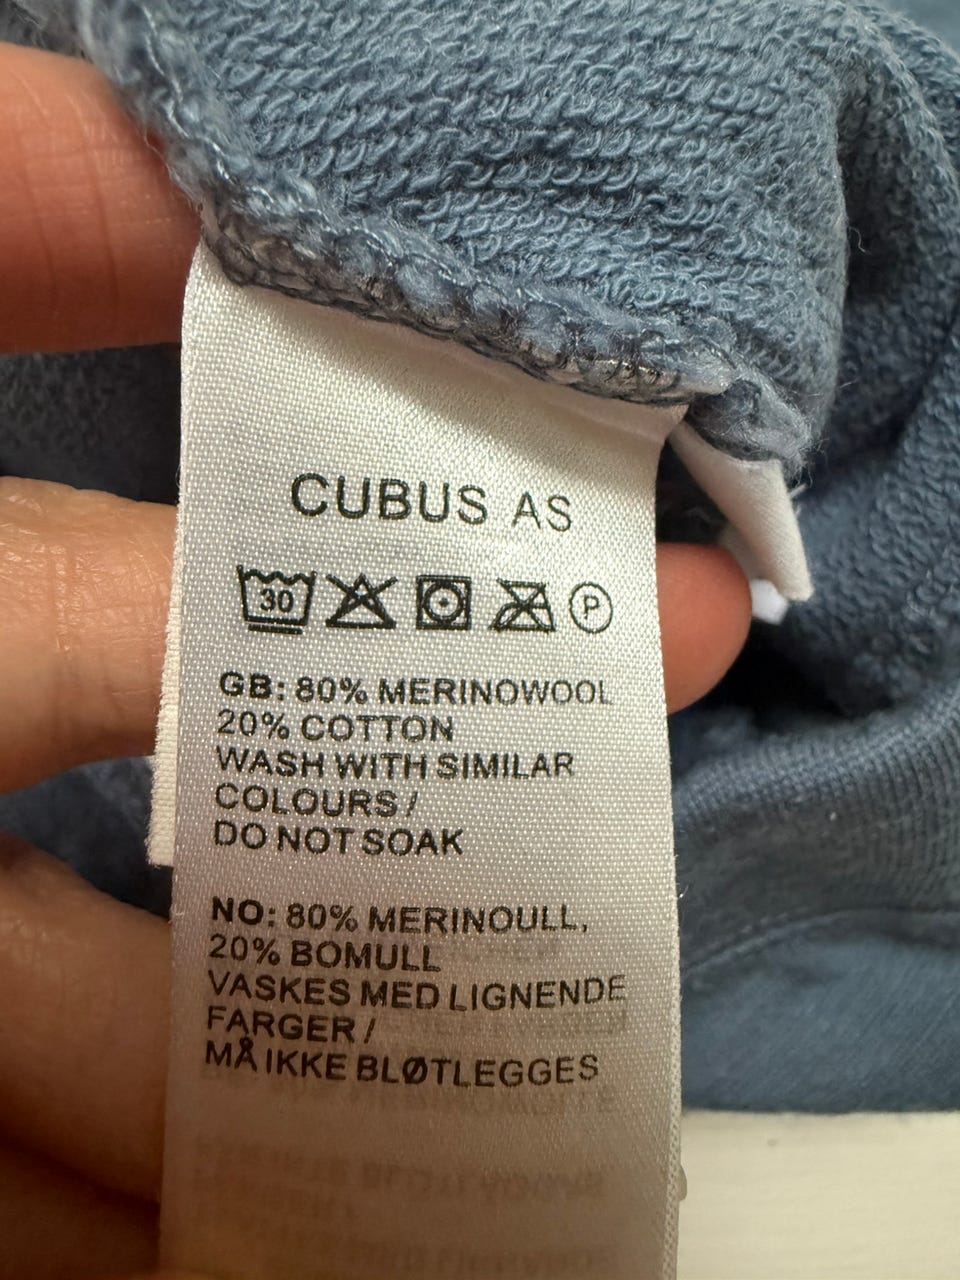 CUBUS AS
30 P
GB: 80% MERINOWOOL
20% COTTON
WASH WITH SIMILAR
COLOURS /
DO NOT SOAK
NO: 80% MERINOULL,
20% BOMULL
VASKES MED LIGNENDE
FARGER /
MÅ IKKE BLØTLEGGES